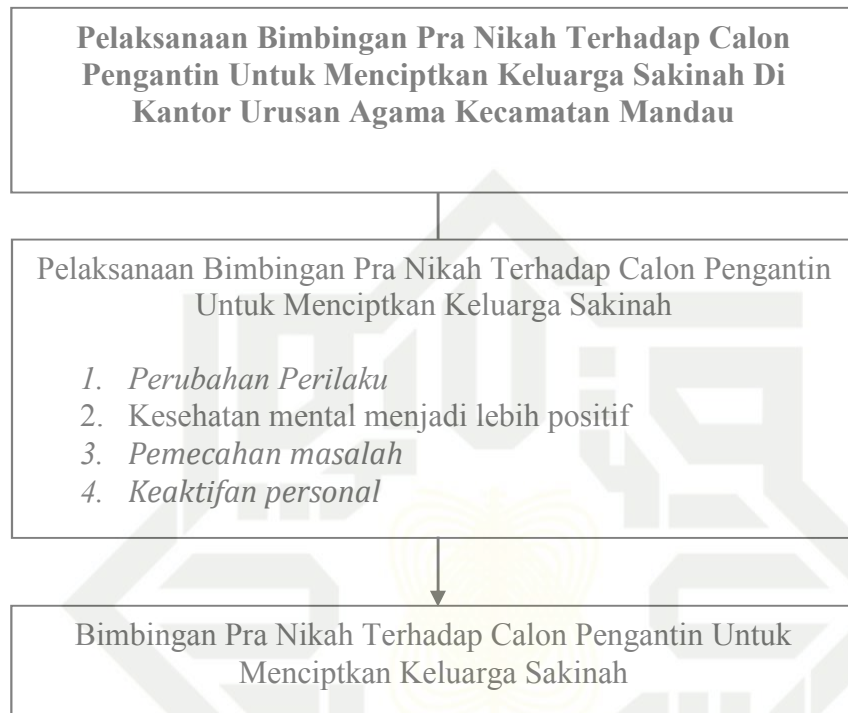 Pelaksanaan Bimbingan Pra Nikah Terhadap Calon
Pengantin Untuk Menciptkan Keluarga Sakinah Di
Kantor Urusan Agama Kecamatan Mandau
Pelaksanaan Bimbingan Pra Nikah Terhadap Calon Pengantin
Untuk Menciptkan Keluarga Sakinah
1. Perubahan Perilaku
2. Kesehatan mental menjadi lebih positif
3. Pemecahan masalah
4. Keaktifan personal
Bimbingan Pra Nikah Terhadap Calon Pengantin Untuk
Menciptkan Keluarga Sakinah